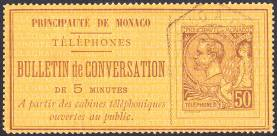 PRINCIPAUTÉ DE MONACO
TÉLÉPHONES
BULLETIN de CONVERSATION
DE 5 MINUTES
A partir des cabines téléphoniques
ouvertes au public.
TÉLÉPHONES
50